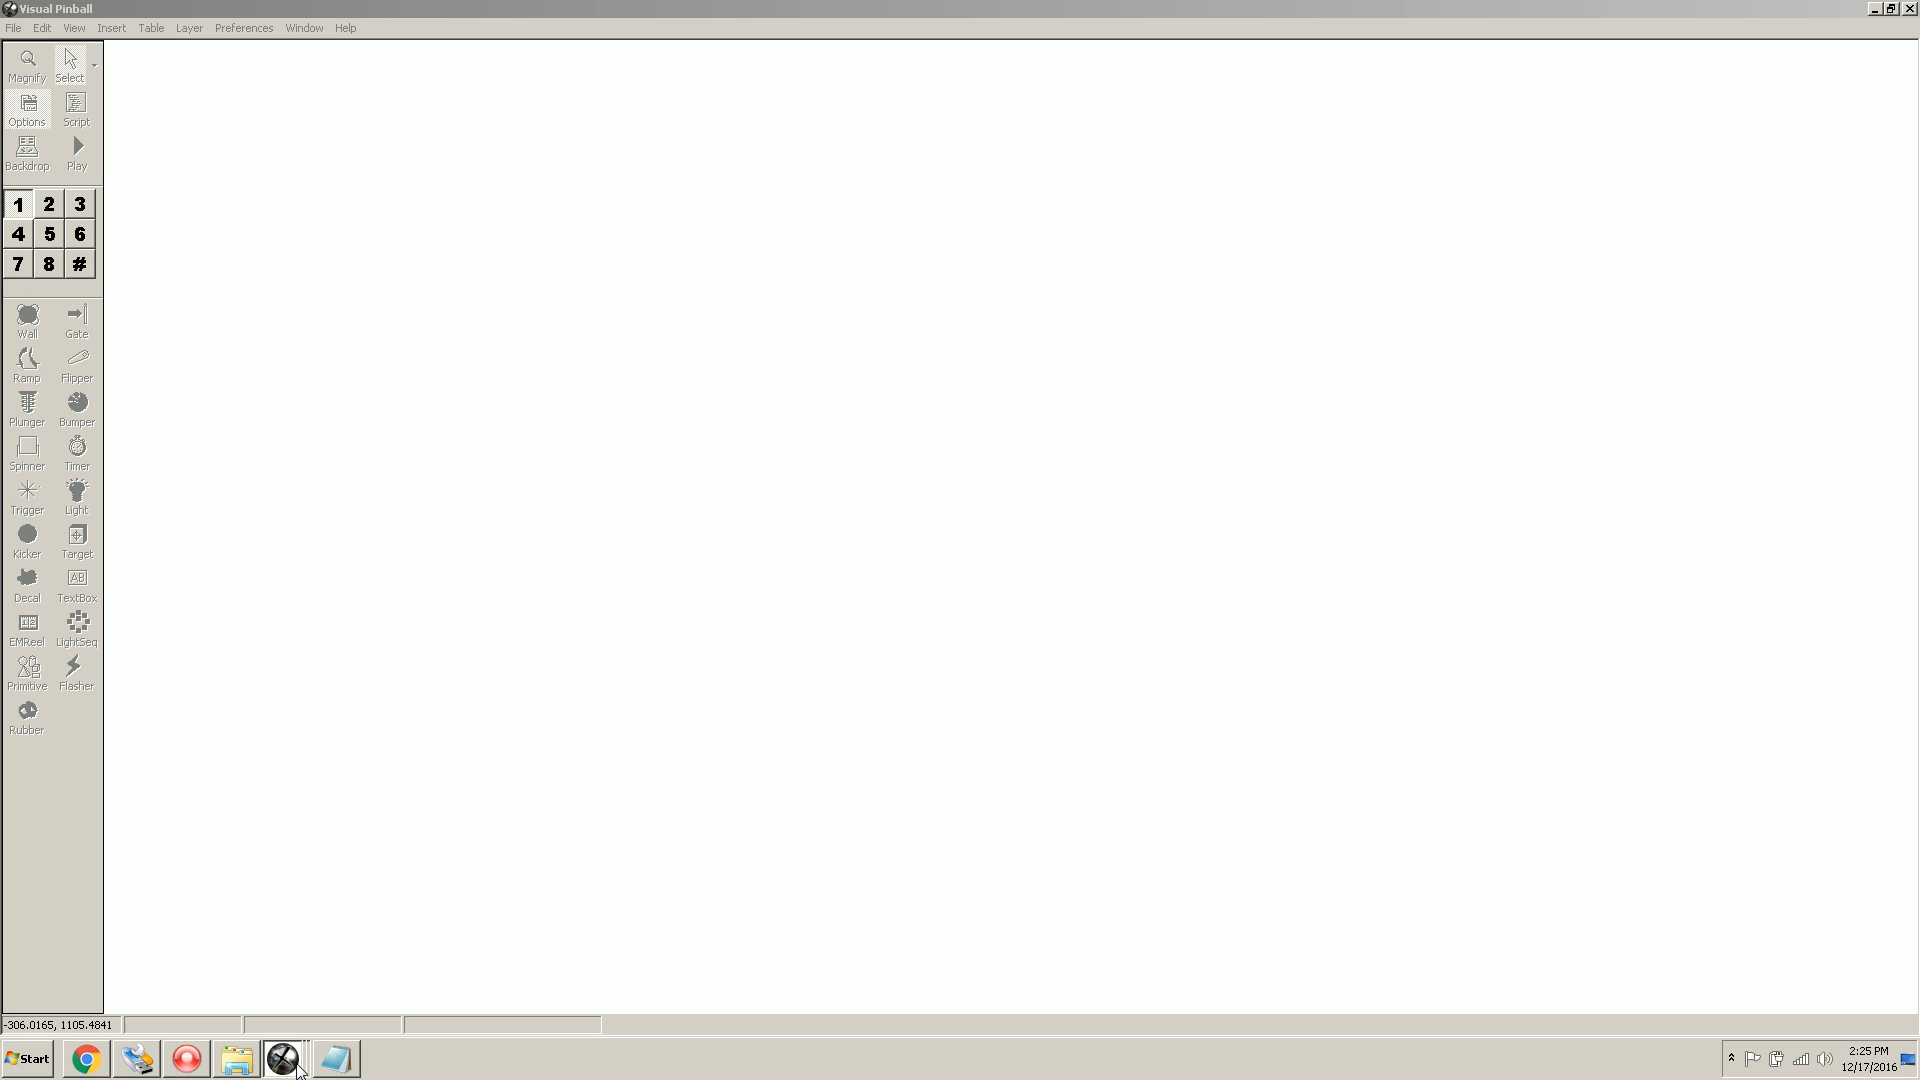 Visual Pinball
File Edit View Insert Table Layer Preferences Window Help
Magnify Select
Options Script
Backdrop Play
1 2 3
4 5 6
7 8 #
Wall Gate
Ramp Flipper
Plunger Bumper
Spinner Timer
Trigger Light
Kicker Target
AB
Decal TextBox
EMReel LightSeq
Primitive Flasher
Rubber
-306.0165, 1105.4841
Start
2:25 PM
12/17/2016